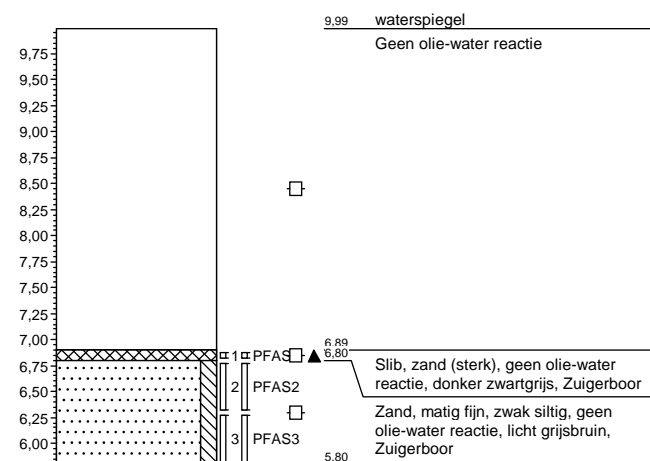 9,99 waterspiegel
Geen olie-water reactie
9,75
9,50
9,25
9,00
8,75
8,50
8,25
8,00
7,75
7,50
7,25
7,00
6,89
1 PFAS
6,80
6,75
Slib, zand (sterk), geen olie-water
reactie, donker zwartgrijs, Zuigerboor
6,50
2 PFAS2
6,25
Zand, matig fijn, zwak siltig, geen
olie-water reactie, licht grijsbruin,
Zuigerboor
6,00
3 PFAS3
5,80